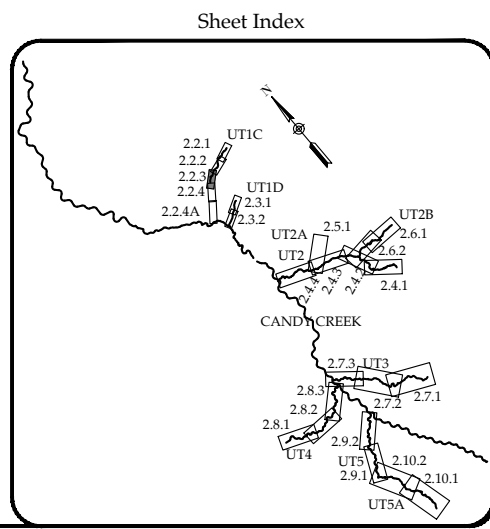 Sheet Index
N
2.2.1
UT1C
2.2.2
2.2.3
2.2.4
2.2.4A
UT1D
2.3.1
2.3.2
UT2A
2.5.1
UT2B
2.6.1
2.6.2
UT2
2.4.4
2.4.3
2.4.2
2.4.1
CANDY CREEK
2.7.3
UT3
2.7.2
2.7.1
2.8.3
2.8.2
2.8.1
UT4
2.9.2
UT5
2.9.1
2.10.2
2.10.1
UT5A